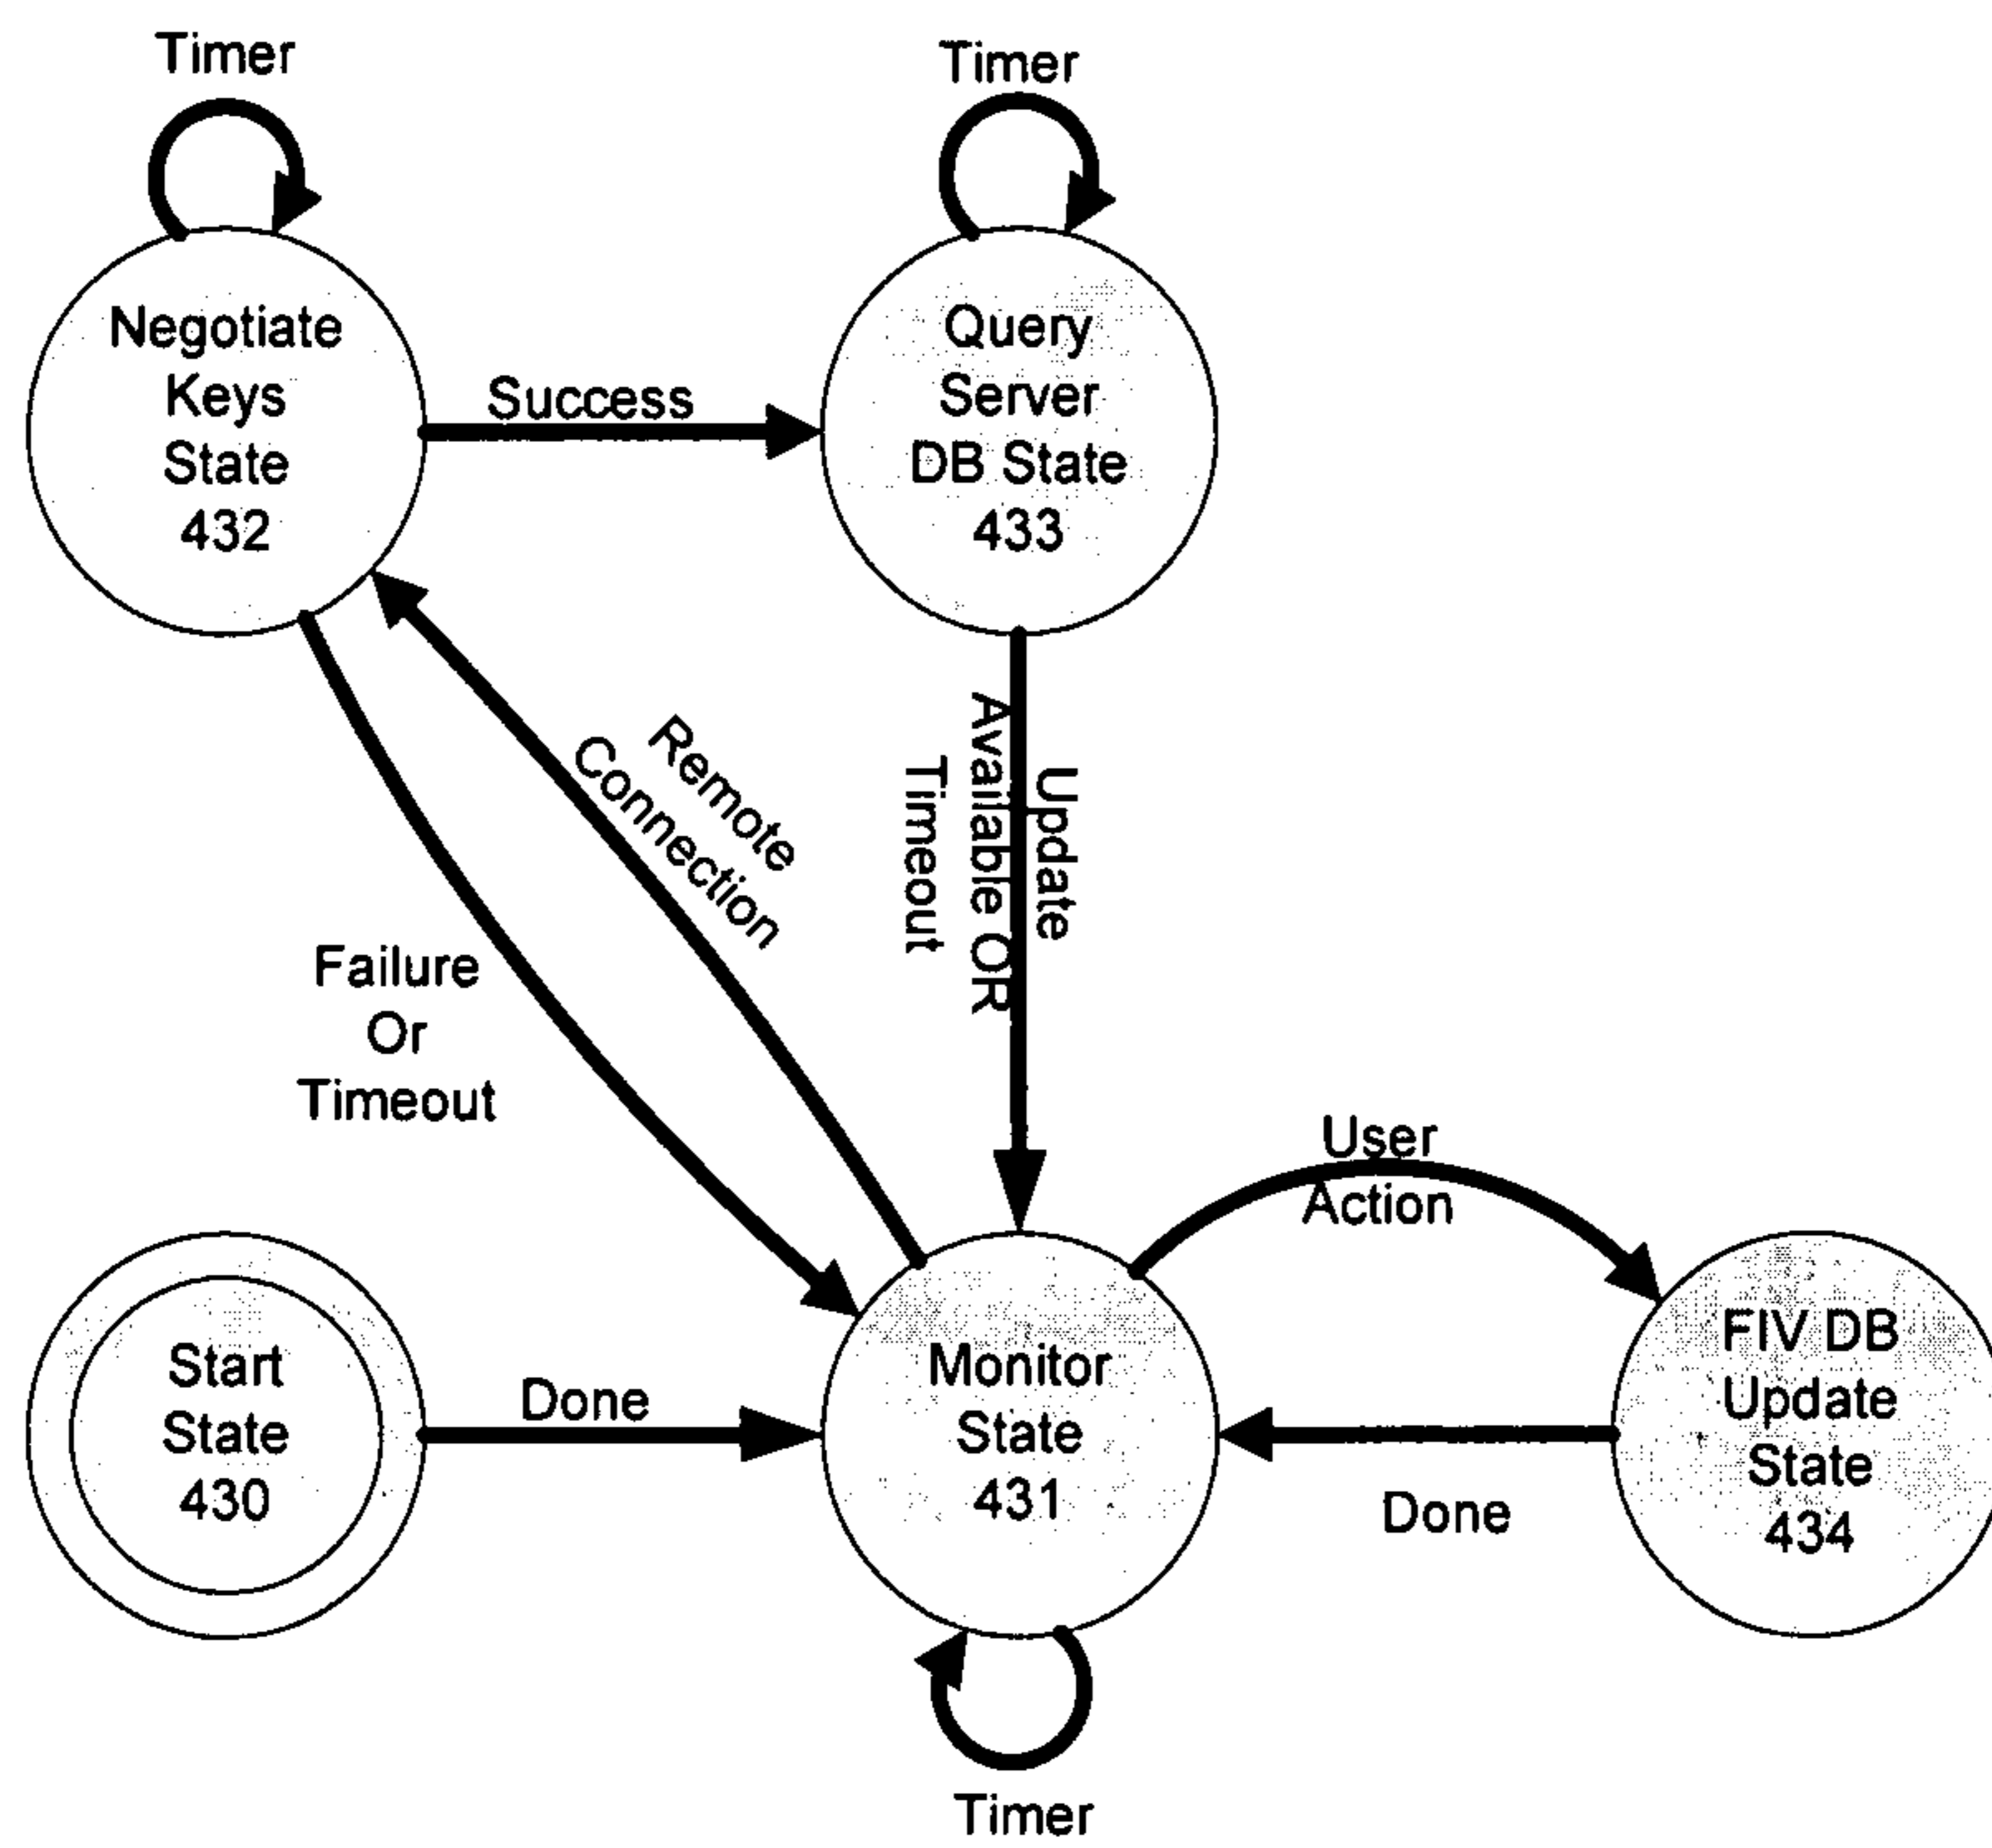 Timer
Timer
Negotiate
Keys
State
432
Success
Query
Server
DB State
433
Remote
Connection
Update
Available OR
Timeout
Failure
Or
Timeout
User
Action
Start
State
430
Done
Monitor
State
431
FIV DB
Update
State
434
Done
Timer